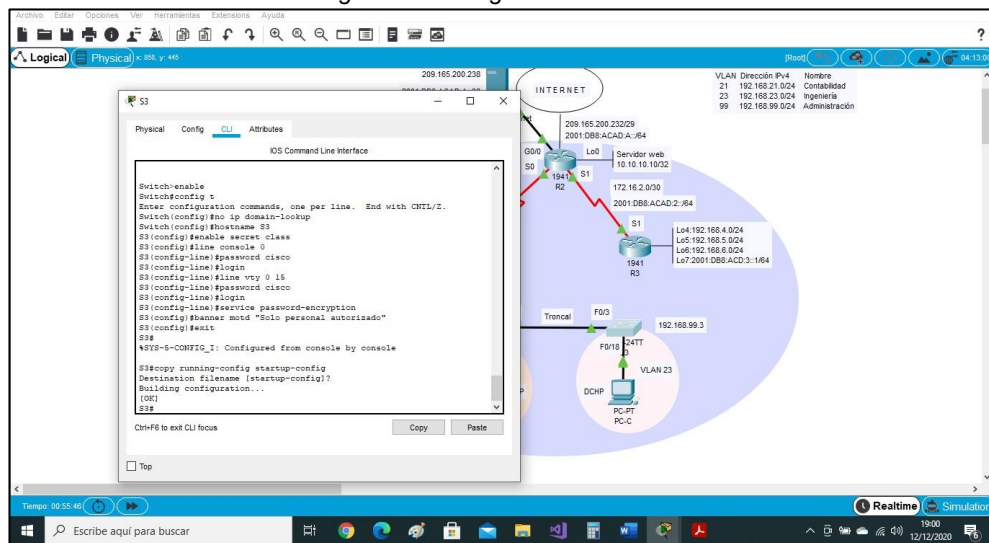 Archivo Editar Opciones Ver Herramientas Extensions Ayuda
?
Logical Physical x: 850, y: 445
[Root]
04:13:00
209.165.200.238
INTERNET
209.165.200.232/29
2001:DB8:ACAD:A::/64
VLAN Dirección IPv4 Nombre
21 192.168.21.0/24 Contabilidad
23 192.168.23.0/24 Ingeniería
99 192.168.99.0/24 Administración
G0/0
Lo0
Servidor web
10.10.10.10/32
S0
S1
1941
R2
172.16.2.0/30
2001:DB8:ACAD:2::/64
S1
Lo4:192.168.4.0/24
Lo5:192.168.5.0/24
Lo6:192.168.6.0/24
Lo7:2001:DB8:ACD:3::1/64
1941
R3
Troncal
F0/3
192.168.99.3
F0/18
24TT
VLAN 23
DCHP
PC-PT
PC-C
S3
Physical Config CLI Attributes
IOS Command Line Interface
Switch>enable
Switch#config t
Enter configuration commands, one per line. End with CNTL/Z.
Switch(config)#no ip domain-lookup
Switch(config)#hostname S3
S3(config)#enable secret class
S3(config)#line console 0
S3(config-line)#password cisco
S3(config-line)#login
S3(config-line)#line vty 0 15
S3(config-line)#password cisco
S3(config-line)#login
S3(config-line)#service password-encryption
S3(config)#banner motd "Solo personal autorizado"
S3(config)#exit
S3#
%SYS-5-CONFIG_I: Configured from console by console
S3#copy running-config startup-config
Destination filename [startup-config]?
Building configuration...
[OK]
S3#
Ctrl+F6 to exit CLI focus
Copy
Paste
Top
Tiempo: 00:55:46
Realtime
Simulation
Escribe aquí para buscar
19:00
12/12/2020